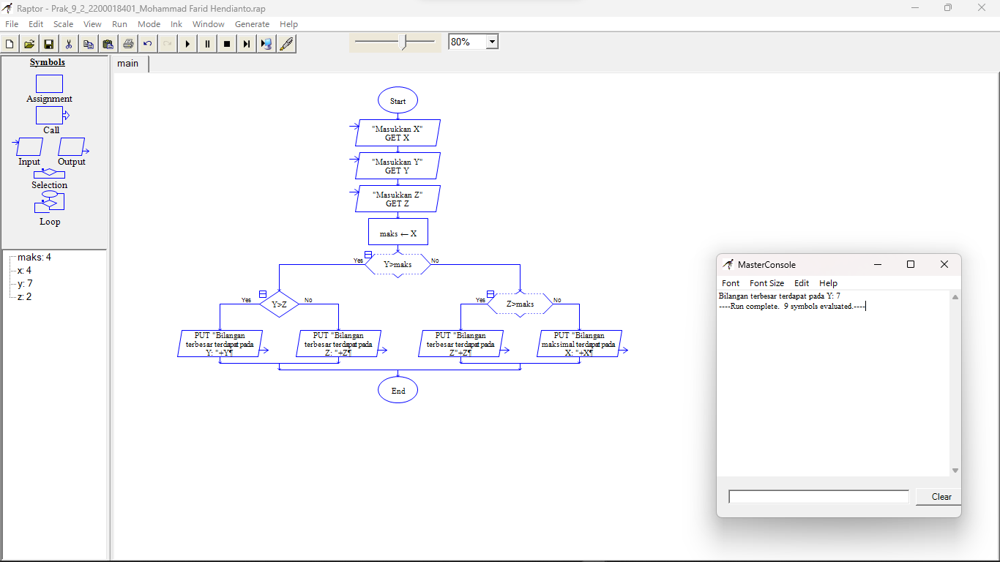 Raptor - Prak_9_2_2200018401_Mohammad Farid Hendianto.rap
File Edit Scale View Run Mode Ink Window Generate Help
80%
Symbols
Assignment
Call
Input Output
Selection
Loop
maks: 4
x: 4
y: 7
z: 2
main
Start
"Masukkan X"
GET X
"Masukkan Y"
GET Y
"Masukkan Z"
GET Z
maks ← X
Yes Y>maks No
Yes Y>Z No
Yes Z>maks No
PUT "Bilangan
terbesar terdapat pada
Y: "+Y¶
PUT "Bilangan
terbesar terdapat pada
Z: "+Z¶
PUT "Bilangan
terbesar terdapat pada
Z"+Z¶
PUT "Bilangan
maksimal terdapat pada
X: "+X¶
End
MasterConsole
Font Font Size Edit Help
Bilangan terbesar terdapat pada Y: 7
----Run complete. 9 symbols evaluated.----
Clear